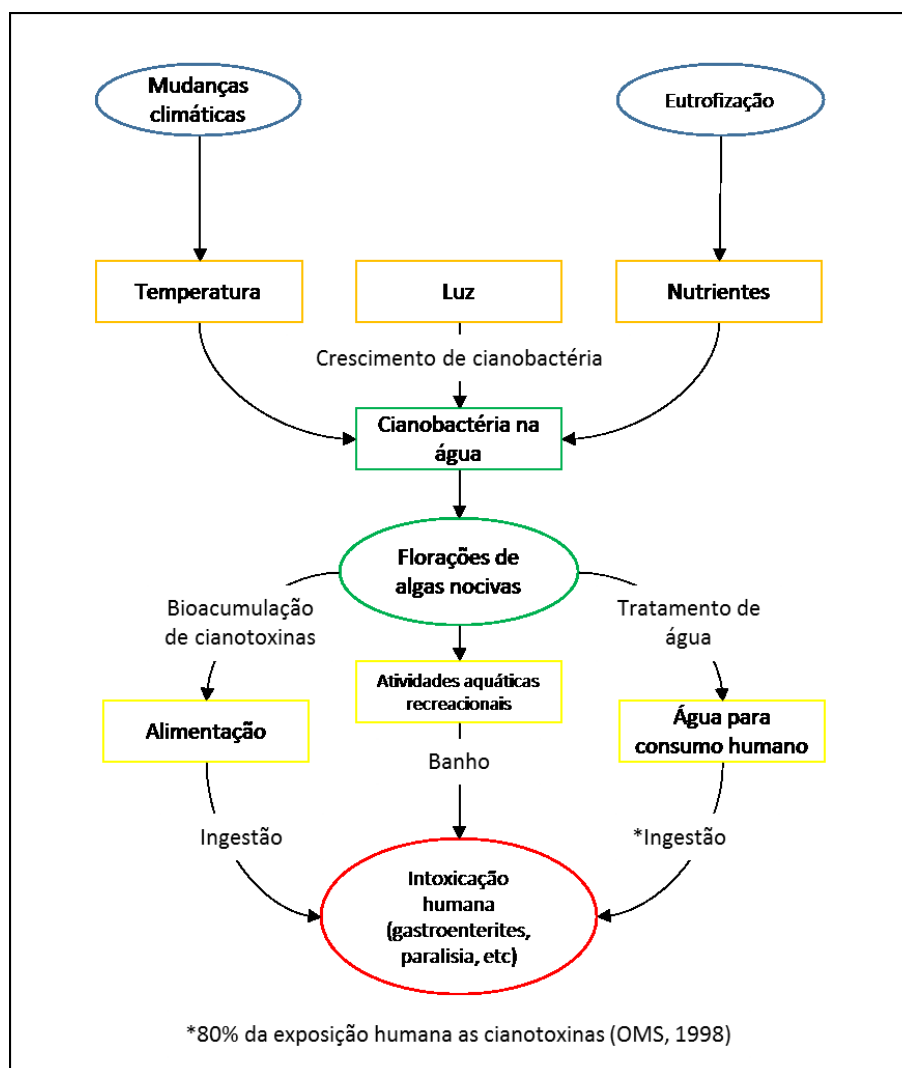 Mudanças
climáticas
Eutrofização
Temperatura
Luz
Nutrientes
Crescimento de cianobactéria
Cianobactéria na
água
Florações de
algas nocivas
Bioacumulação
de cianotoxinas
Tratamento de
água
Atividades aquáticas
recreacionais
Alimentação
Água para
consumo humano
Banho
Ingestão
*Ingestão
Intoxicação
humana
(gastroenterites,
paralisia, etc)
*80% da exposição humana as cianotoxinas (OMS, 1998)